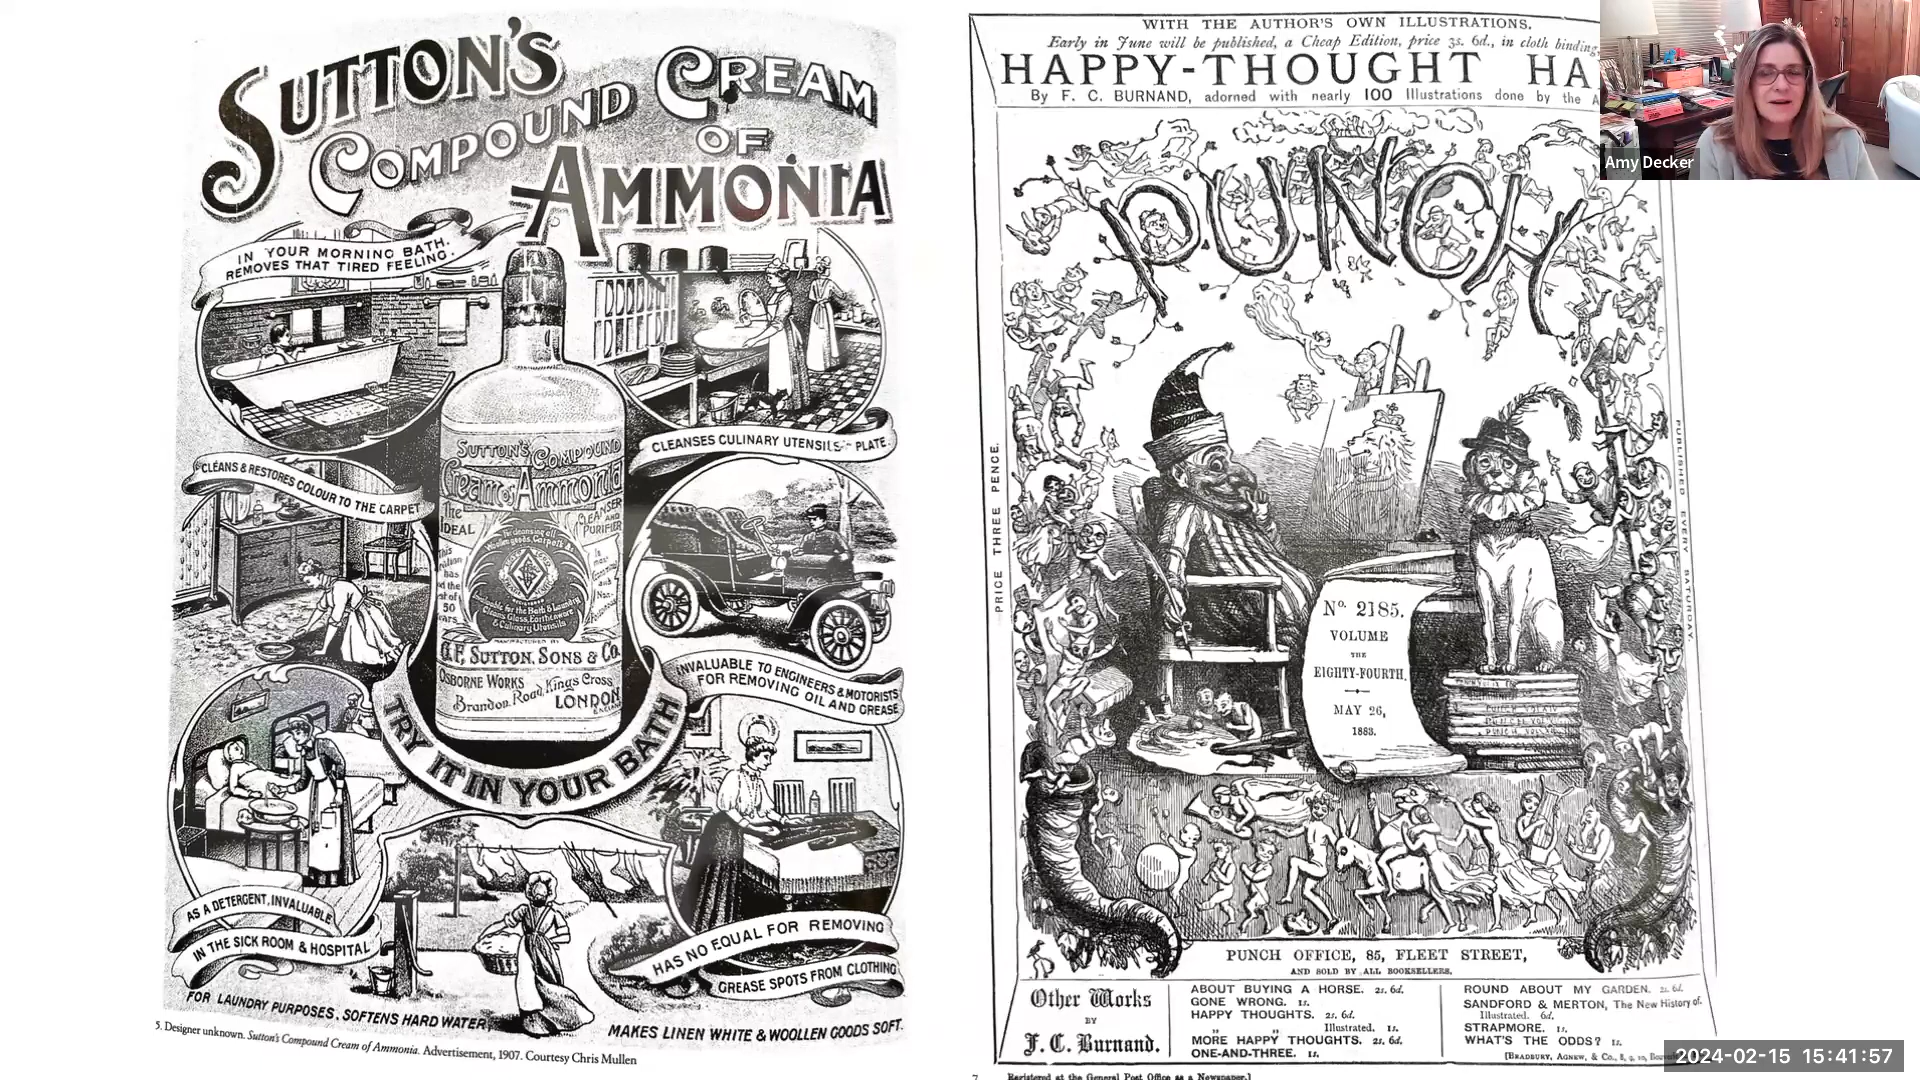 SUTTON'S
COMPOUND CREAM
OF
AMMONIA
IN YOUR MORNING BATH.
REMOVES THAT TIRED FEELING.
CLEANSES CULINARY UTENSILS & PLATE.
CLEANS & RESTORES COLOUR TO THE CARPET
SUTTON'S COMPOUND
Cream of Ammonia
The
IDEAL
CLEANSER
AND
PURIFIER
has
50
MANUFACTURED BY
G.F. SUTTON, SONS & Co.
OSBORNE WORKS
Brandon Road, Kings Cross
LONDON
INVALUABLE TO ENGINEERS & MOTORISTS
FOR REMOVING OIL AND GREASE
TRY IT IN YOUR BATH
AS A DETERGENT, INVALUABLE
IN THE SICK ROOM & HOSPITAL
HAS NO EQUAL FOR REMOVING
GREASE SPOTS FROM CLOTHING
FOR LAUNDRY PURPOSES, SOFTENS HARD WATER
MAKES LINEN WHITE & WOOLLEN GOODS SOFT.
5. Designer unknown. Sutton's Compound Cream of Ammonia. Advertisement, 1907. Courtesy Chris Mullen
WITH THE AUTHOR'S OWN ILLUSTRATIONS.
Early in June will be published, a Cheap Edition, price 3s. 6d., in cloth binding,
HAPPY-THOUGHT HA
By F. C. BURNAND, adorned with nearly 100 Illustrations done by the A
PUNCH
PRICE THREE PENCE.
PUBLISHED EVERY SATURDAY.
No. 2185.
VOLUME
THE
EIGHTY-FOURTH.
MAY 26,
1883.
PUNCH OFFICE, 85, FLEET STREET,
AND SOLD BY ALL BOOKSELLERS.
Other Works
BY
F. C. Burnand.
ABOUT BUYING A HORSE. 2s. 6d.
GONE WRONG. 1s.
HAPPY THOUGHTS. 2s. 6d.
" " Illustrated. 1s.
MORE HAPPY THOUGHTS. 2s. 6d.
ONE-AND-THREE. 1s.
ROUND ABOUT MY GARDEN. 2s. 6d.
SANDFORD & MERTON, The New History of.
Illustrated. 6d.
STRAPMORE. 1s.
WHAT'S THE ODDS? 1s.
[BRADBURY, AGNEW, & Co., 8, 9, 10,
7. Registered at the General Post Office as a Newspaper.]
Amy Decker
2024-02-15 15:41:57